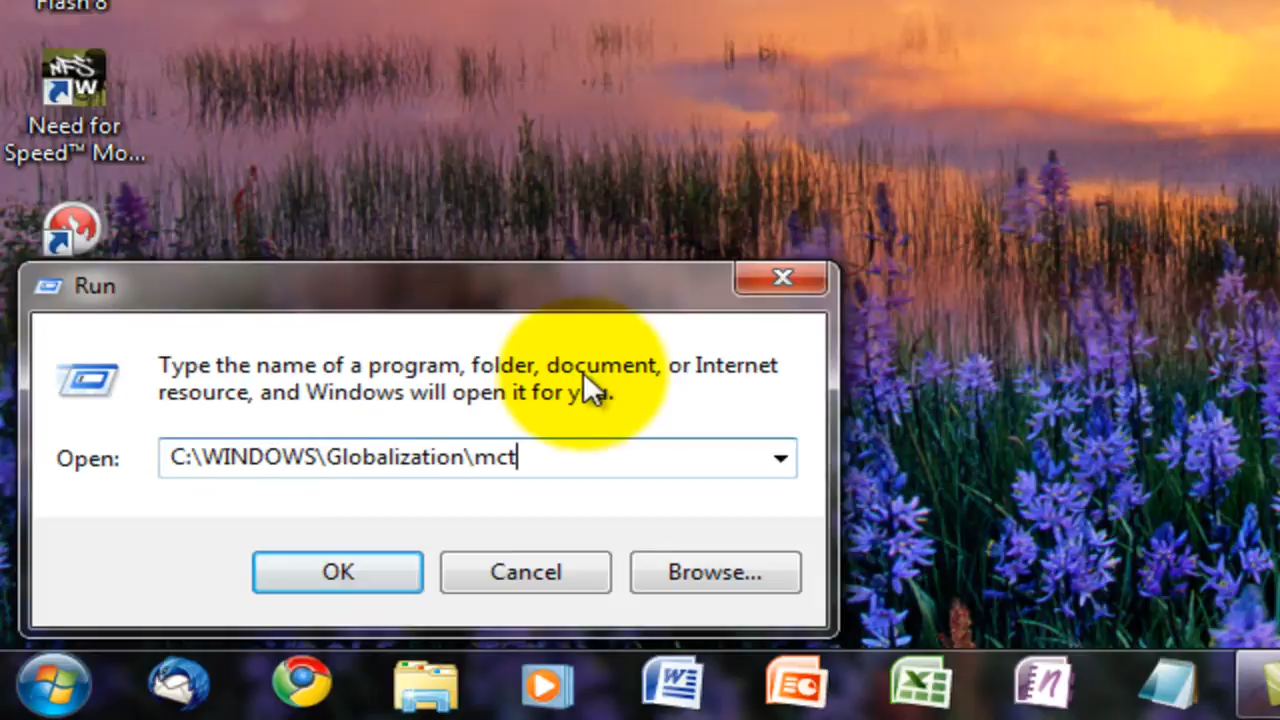 Flash 8
NFS
W
Need for
Speed™ Mo...
Run
Type the name of a program, folder, document, or Internet
resource, and Windows will open it for you.
Open:
C:\WINDOWS\Globalization\mct
OK
Cancel
Browse...